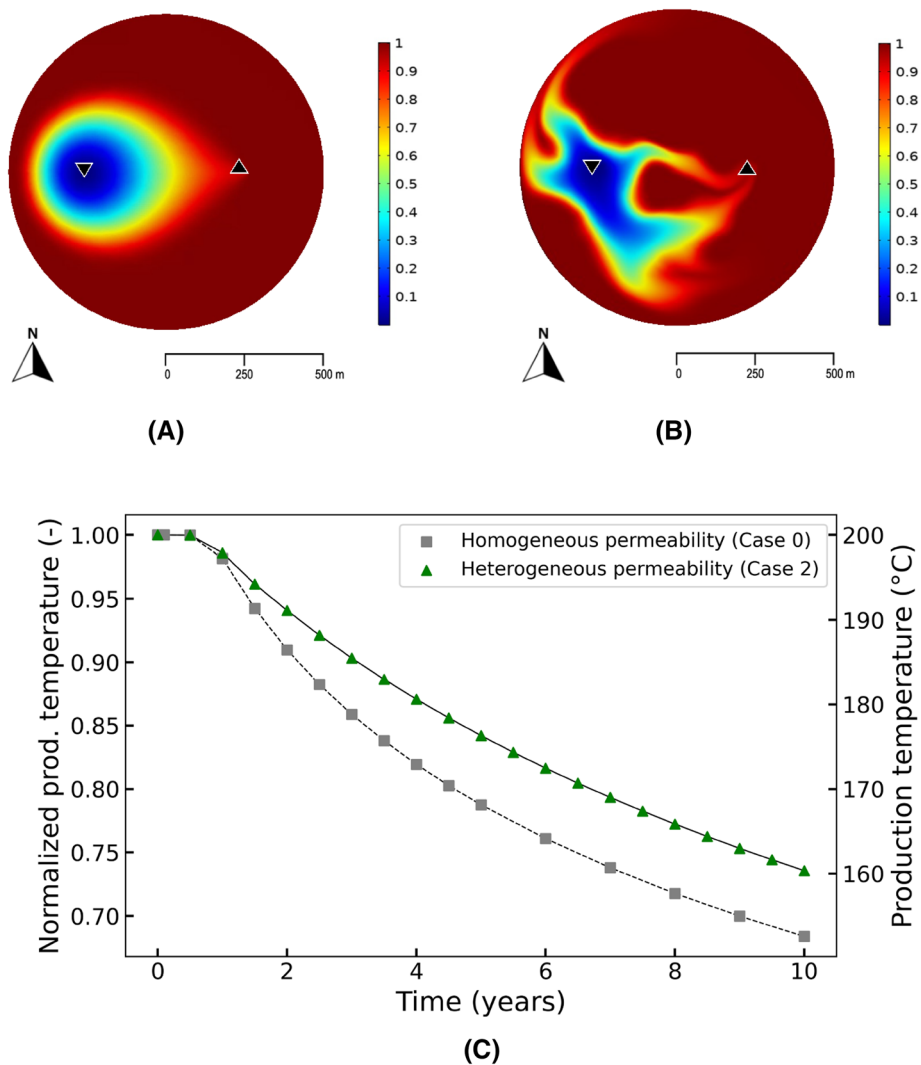 1
0.9
0.8
0.7
0.6
0.5
0.4
0.3
0.2
0.1
N
0 250 500 m
(A)
1
0.9
0.8
0.7
0.6
0.5
0.4
0.3
0.2
0.1
N
0 250 500 m
(B)
Normalized prod. temperature (-)
1.00
0.95
0.90
0.85
0.80
0.75
0.70
Homogeneous permeability (Case 0)
Heterogeneous permeability (Case 2)
200
190
180
170
160
Production temperature (°C)
0 2 4 6 8 10
Time (years)
(C)